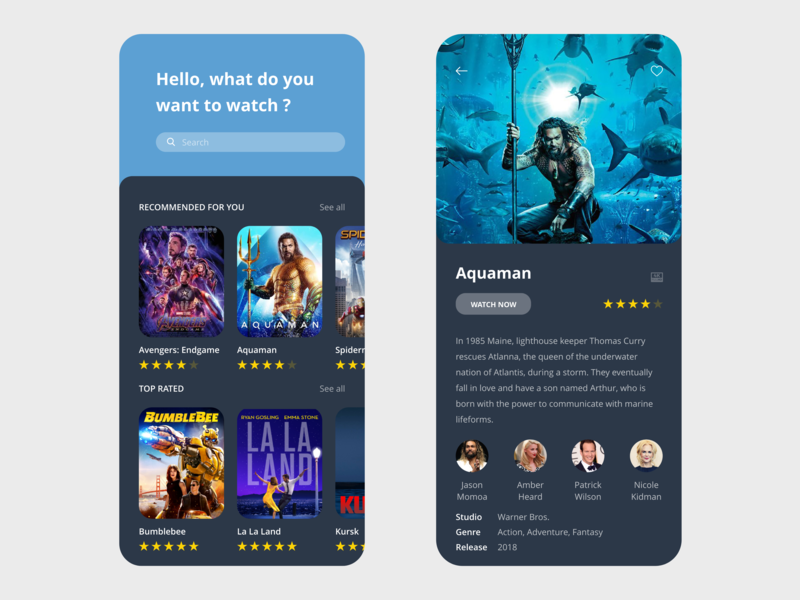 Hello, what do you
want to watch ?
Search
RECOMMENDED FOR YOU
See all
AQUAMAN
SPID
Avengers: Endgame
Aquaman
Spiderm
TOP RATED
See all
BUMBLEBEE
RYAN GOSLING EMMA STONE
LA LA
LAND
KU
Bumblebee
La La Land
Kursk
Aquaman
WATCH NOW
In 1985 Maine, lighthouse keeper Thomas Curry
rescues Atlanna, the queen of the underwater
nation of Atlantis, during a storm. They eventually
fall in love and have a son named Arthur, who is
born with the power to communicate with marine
lifeforms.
Jason
Momoa
Amber
Heard
Patrick
Wilson
Nicole
Kidman
Studio Warner Bros.
Genre Action, Adventure, Fantasy
Release 2018